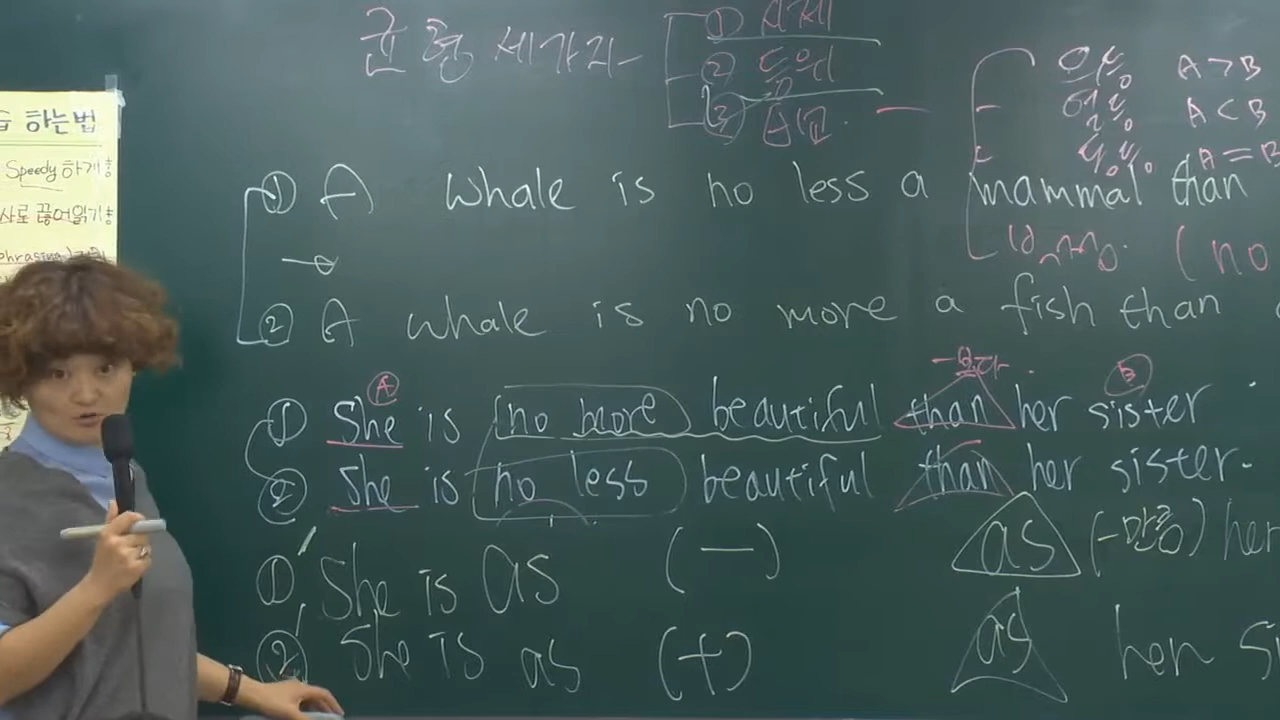 균형 세가지
① 시제
② 동위
③ 비교
우등 A > B
열등 A < B
동등 A = B
하는법
Speedy 하게!
사로 끊어읽기!
① A whale is no less a mammal than
(no
② A whale is no more a fish than
Ⓐ
~보다.
Ⓑ
① She is no more beautiful than her sister
② She is no less beautiful than her sister.
① She is as (−) as (~만큼) her
② She is as (+) as her